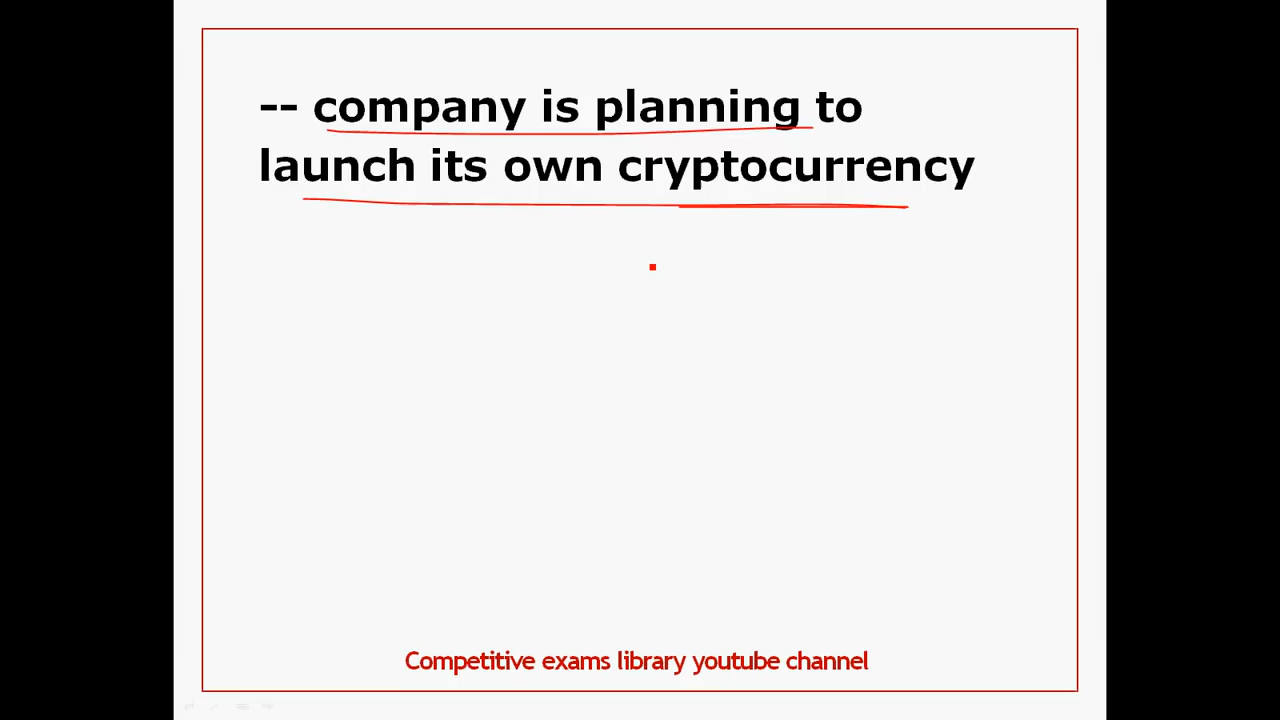 -- company is planning to
launch its own cryptocurrency
Competitive exams library youtube channel